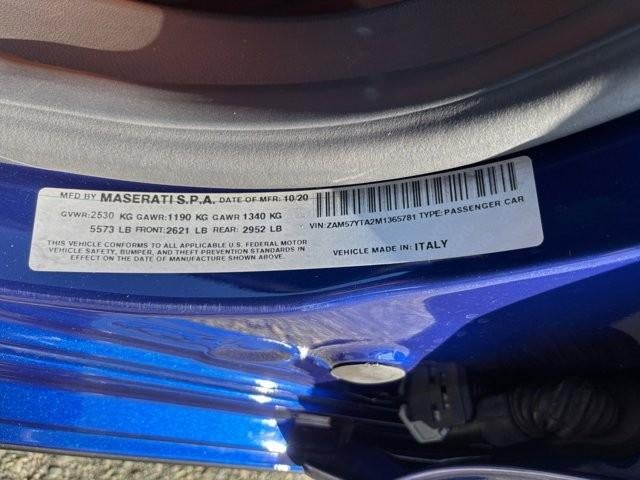 MFD BY MASERATI S.P.A. DATE OF MFR: 10/20
GVWR: 2530 KG GAWR: 1190 KG GAWR 1340 KG
5573 LB FRONT: 2621 LB REAR: 2952 LB
THIS VEHICLE CONFORMS TO ALL APPLICABLE U.S. FEDERAL MOTOR
VEHICLE SAFETY, BUMPER, AND THEFT PREVENTION STANDARDS IN
EFFECT ON THE DATE OF MANUFACTURE SHOWN ABOVE.
VIN: ZAM57YTA2M1365781 TYPE: PASSENGER CAR
VEHICLE MADE IN: ITALY